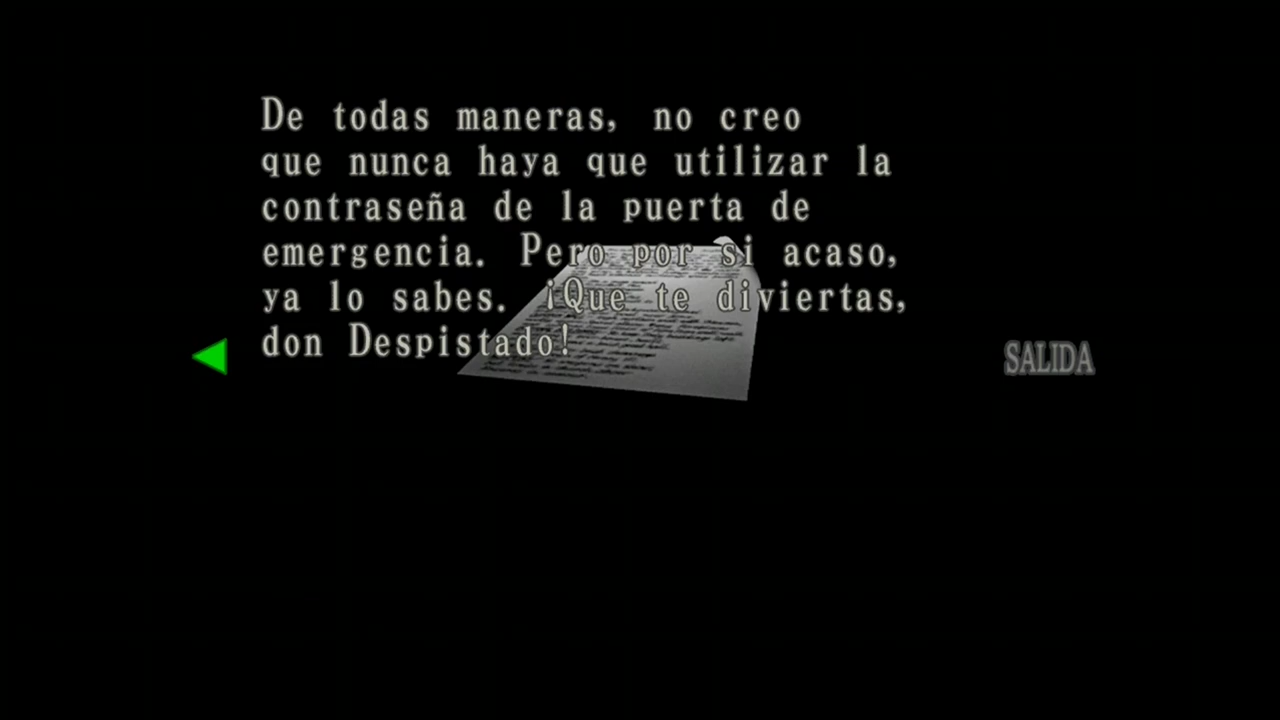 De todas maneras, no creo
que nunca haya que utilizar la
contraseña de la puerta de
emergencia. Pero por si acaso,
ya lo sabes. ¡Que te diviertas,
don Despistado!
SALIDA